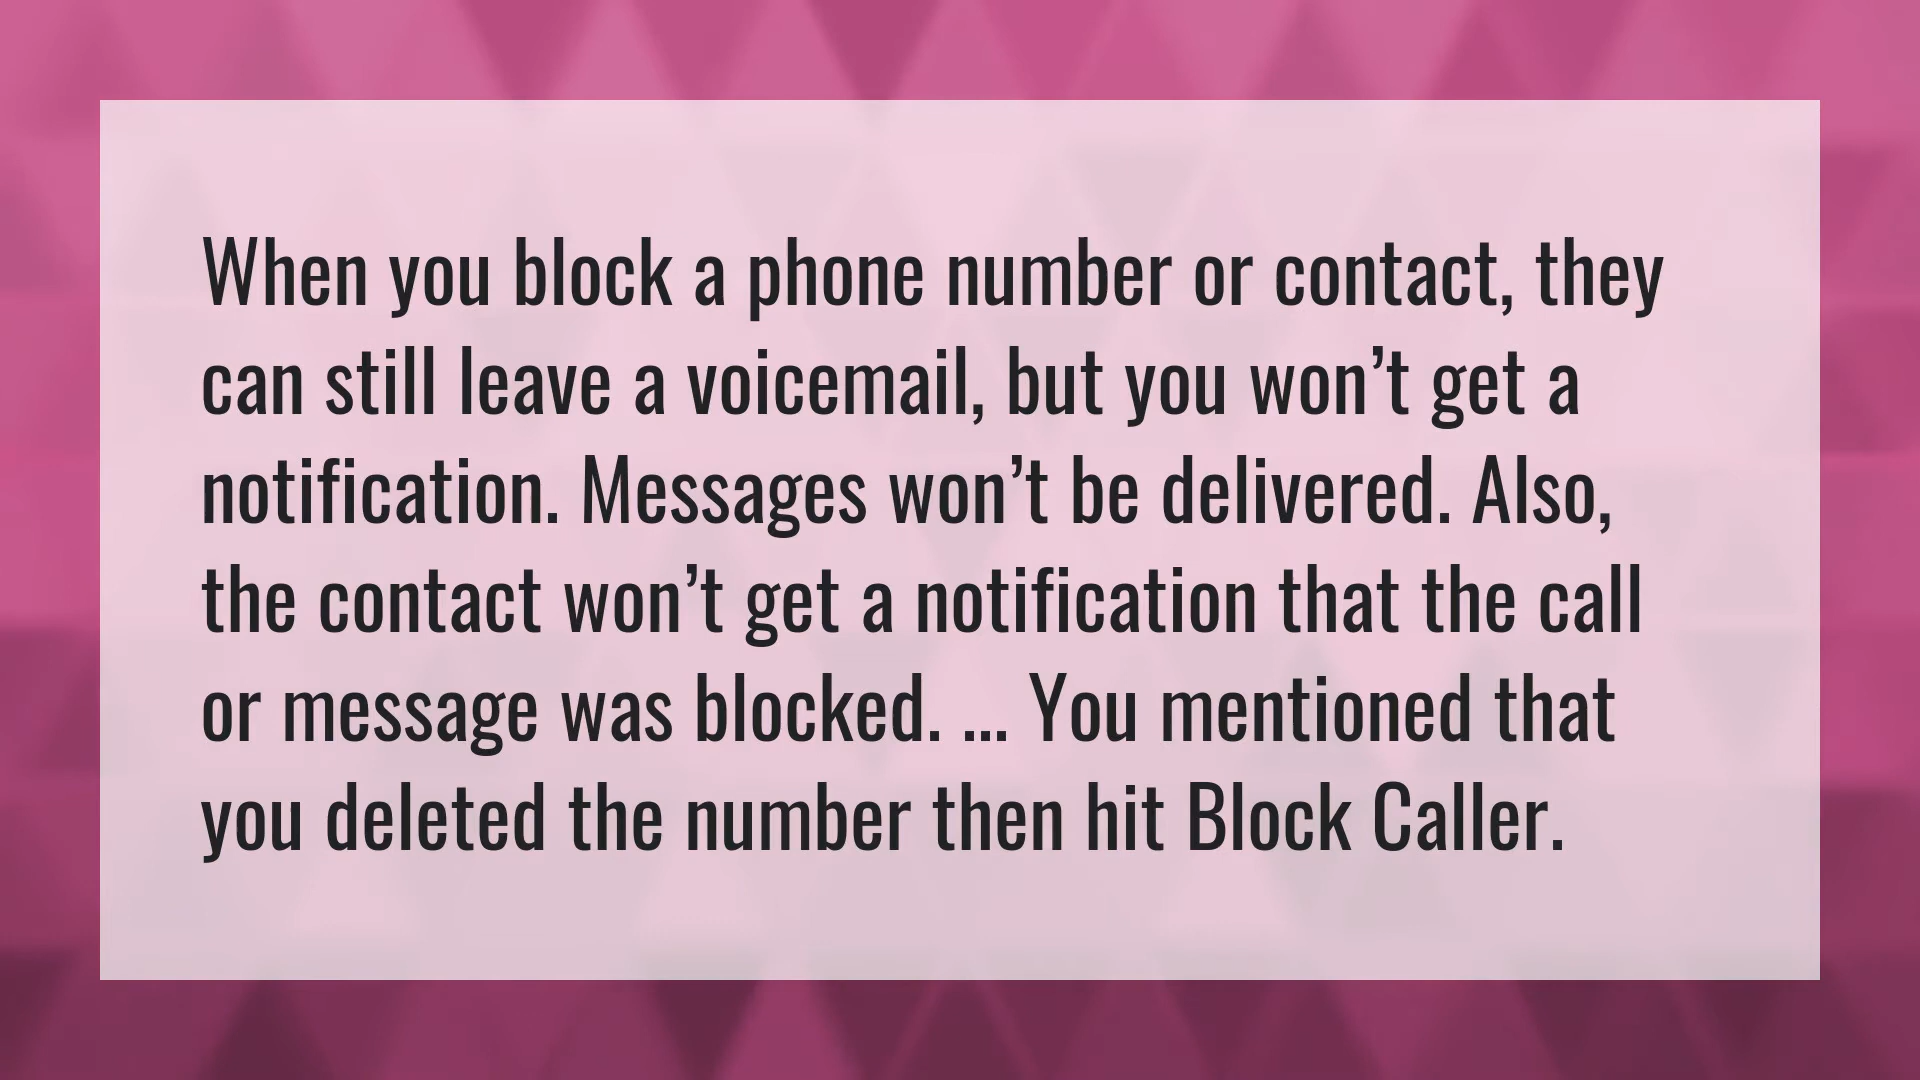 When you block a phone number or contact, they
can still leave a voicemail, but you won’t get a
notification. Messages won’t be delivered. Also,
the contact won’t get a notification that the call
or message was blocked. ... You mentioned that
you deleted the number then hit Block Caller.